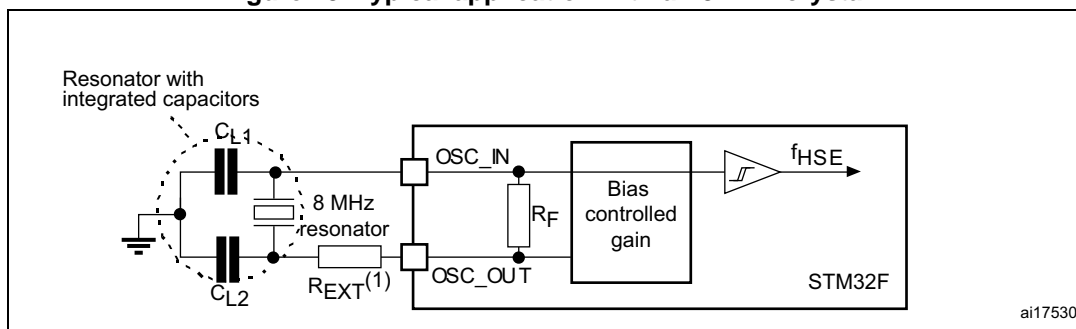 Resonator with
integrated capacitors
CL1
OSC_IN
fHSE
8 MHz
resonator
RF
Bias
controlled
gain
REXT(1)
OSC_OUT
STM32F
CL2
ai17530